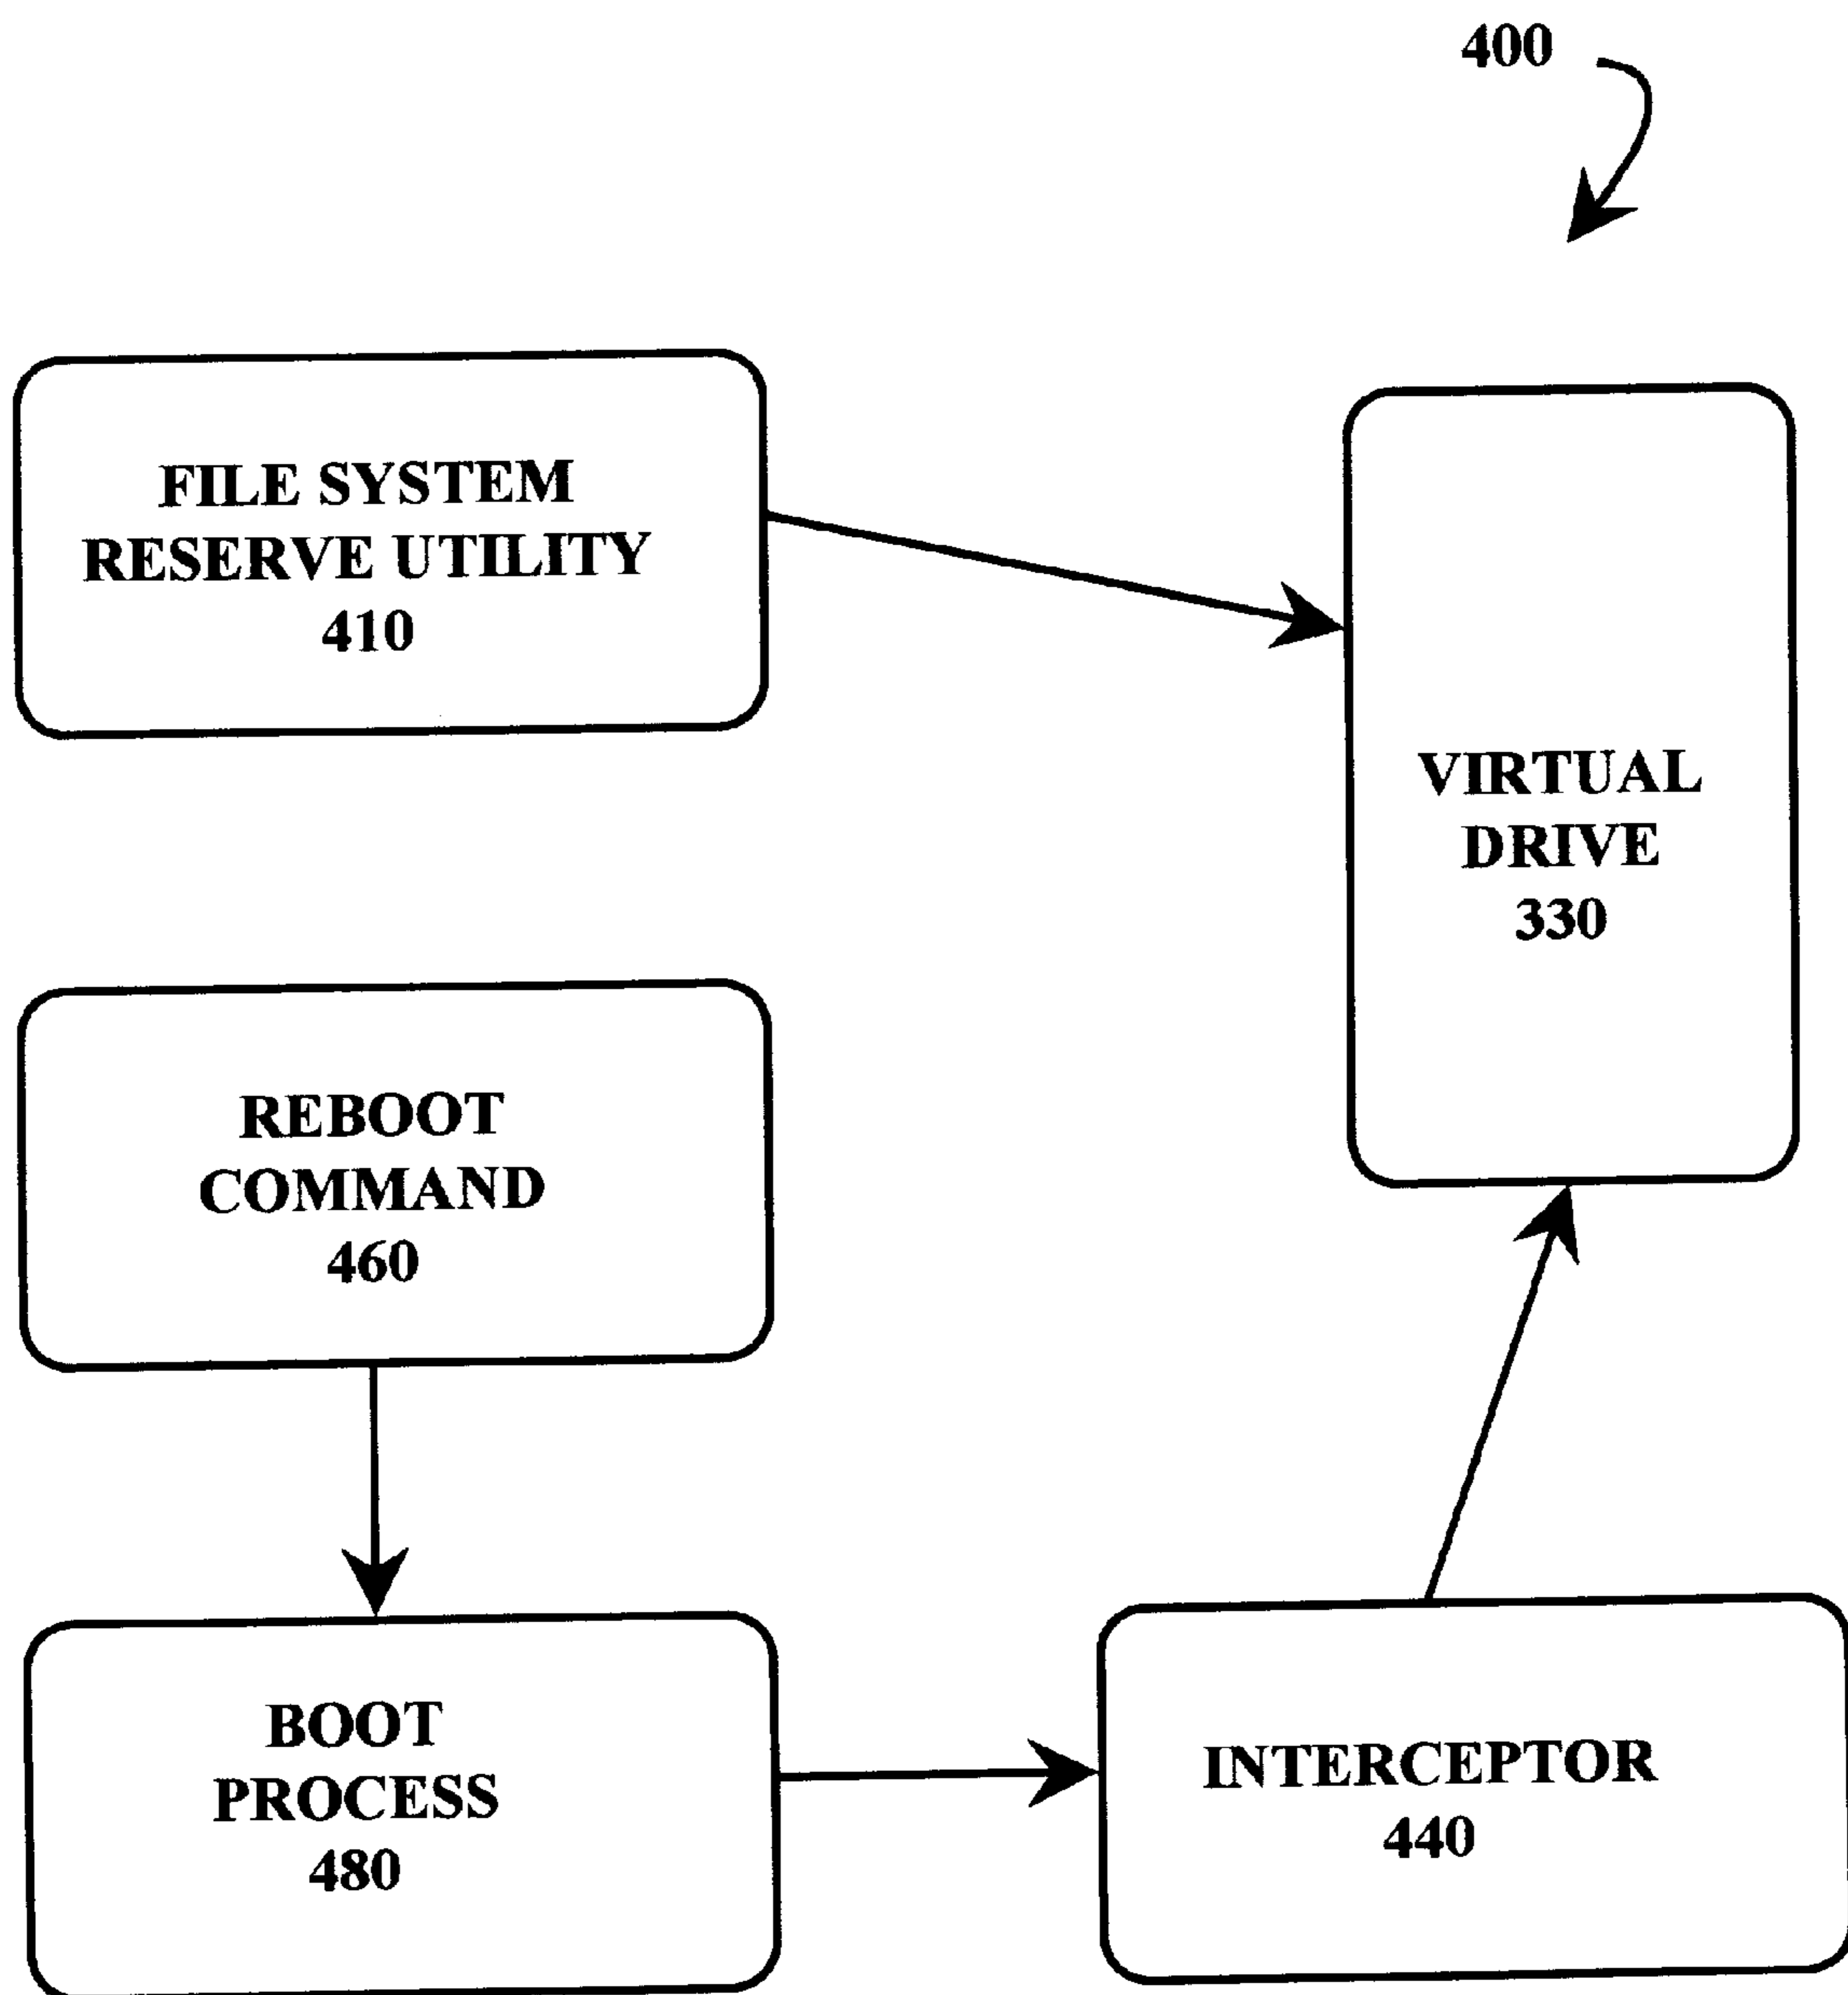 400
FILE SYSTEM
RESERVE UTILITY
410
VIRTUAL
DRIVE
330
REBOOT
COMMAND
460
BOOT
PROCESS
480
INTERCEPTOR
440